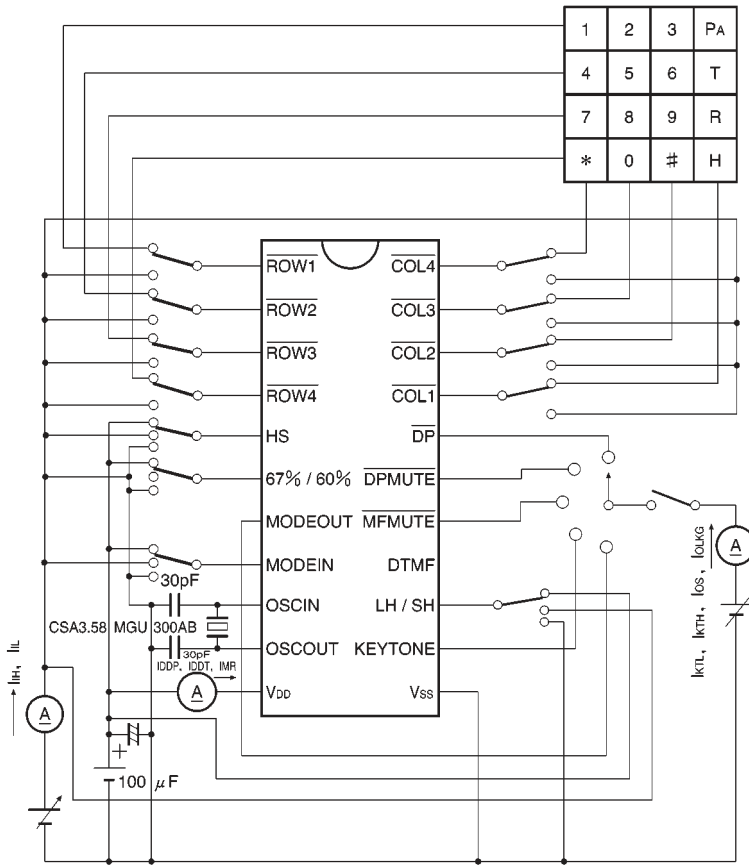 1 2 3 PA
4 5 6 T
7 8 9 R
* 0 # H
ROW1 COL4
ROW2 COL3
ROW3 COL2
ROW4 COL1
HS DP
67% / 60% DPMUTE
MODEOUT MFMUTE
MODEIN DTMF
30pF
OSCIN LH / SH
CSA3.58 MGU 300AB
OSCOUT KEYTONE
30pF
IDDP, IDDT, IMR
VDD VSS
A
IIH, IIL
A
+
100 μF
A
IKTL, IKTH, IOS, IOLKG